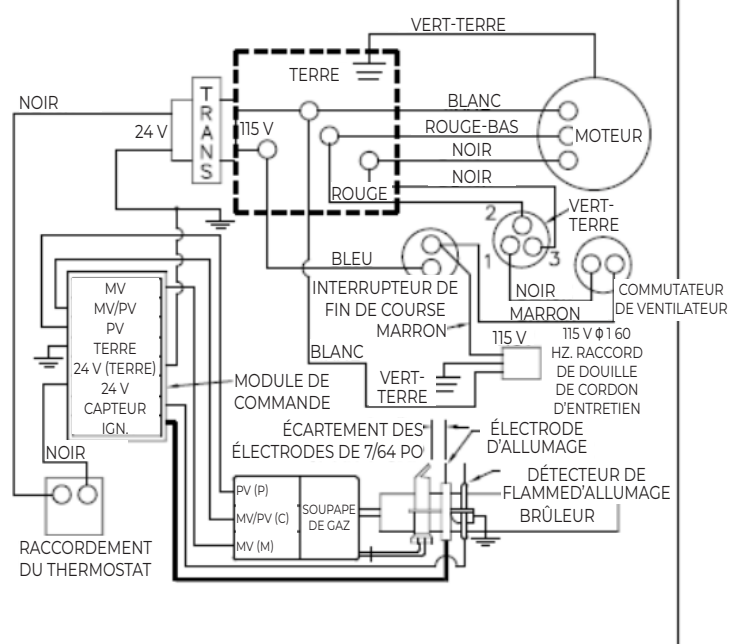 VERT-TERRE
TERRE
NOIR
TRANS
24 V
115 V
BLANC
ROUGE-BAS
MOTEUR
NOIR
NOIR
ROUGE
2
VERT-
TERRE
1
3
BLEU
INTERRUPTEUR DE
FIN DE COURSE
MARRON
NOIR
MARRON
COMMUTATEUR
DE VENTILATEUR
MV
MV/PV
PV
TERRE
24 V (TERRE)
24 V
CAPTEUR
IGN.
115 V
115 V ϕ 1 60
HZ. RACCORD
DE DOUILLE
DE CORDON
D'ENTRETIEN
BLANC
VERT-
TERRE
MODULE DE
COMMANDE
ÉCARTEMENT DES
ÉLECTRODES DE 7/64 PO
ÉLECTRODE
D'ALLUMAGE
NOIR
DÉTECTEUR DE
FLAMMED'ALLUMAGE
BRÛLEUR
PV (P)
MV/PV (C)
MV (M)
SOUPAPE
DE GAZ
RACCORDEMENT
DU THERMOSTAT